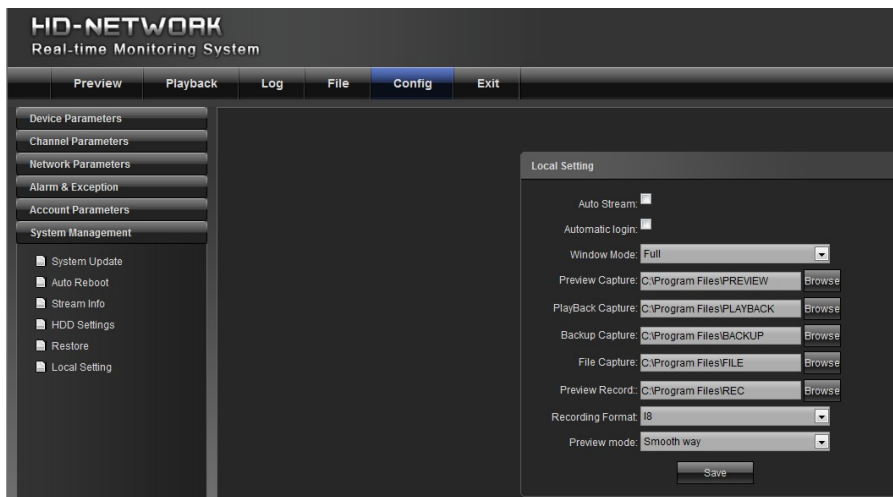 HD-NETWORK
Real-time Monitoring System
Preview Playback Log File Config Exit
Device Parameters
Channel Parameters
Network Parameters
Alarm & Exception
Account Parameters
System Management
System Update
Auto Reboot
Stream Info
HDD Settings
Restore
Local Setting
Local Setting
Auto Stream:
Automatic login:
Window Mode: Full
Preview Capture: C:\Program Files\PREVIEW Browse
PlayBack Capture: C:\Program Files\PLAYBACK Browse
Backup Capture: C:\Program Files\BACKUP Browse
File Capture: C:\Program Files\FILE Browse
Preview Record:: C:\Program Files\REC Browse
Recording Format: I8
Preview mode: Smooth way
Save